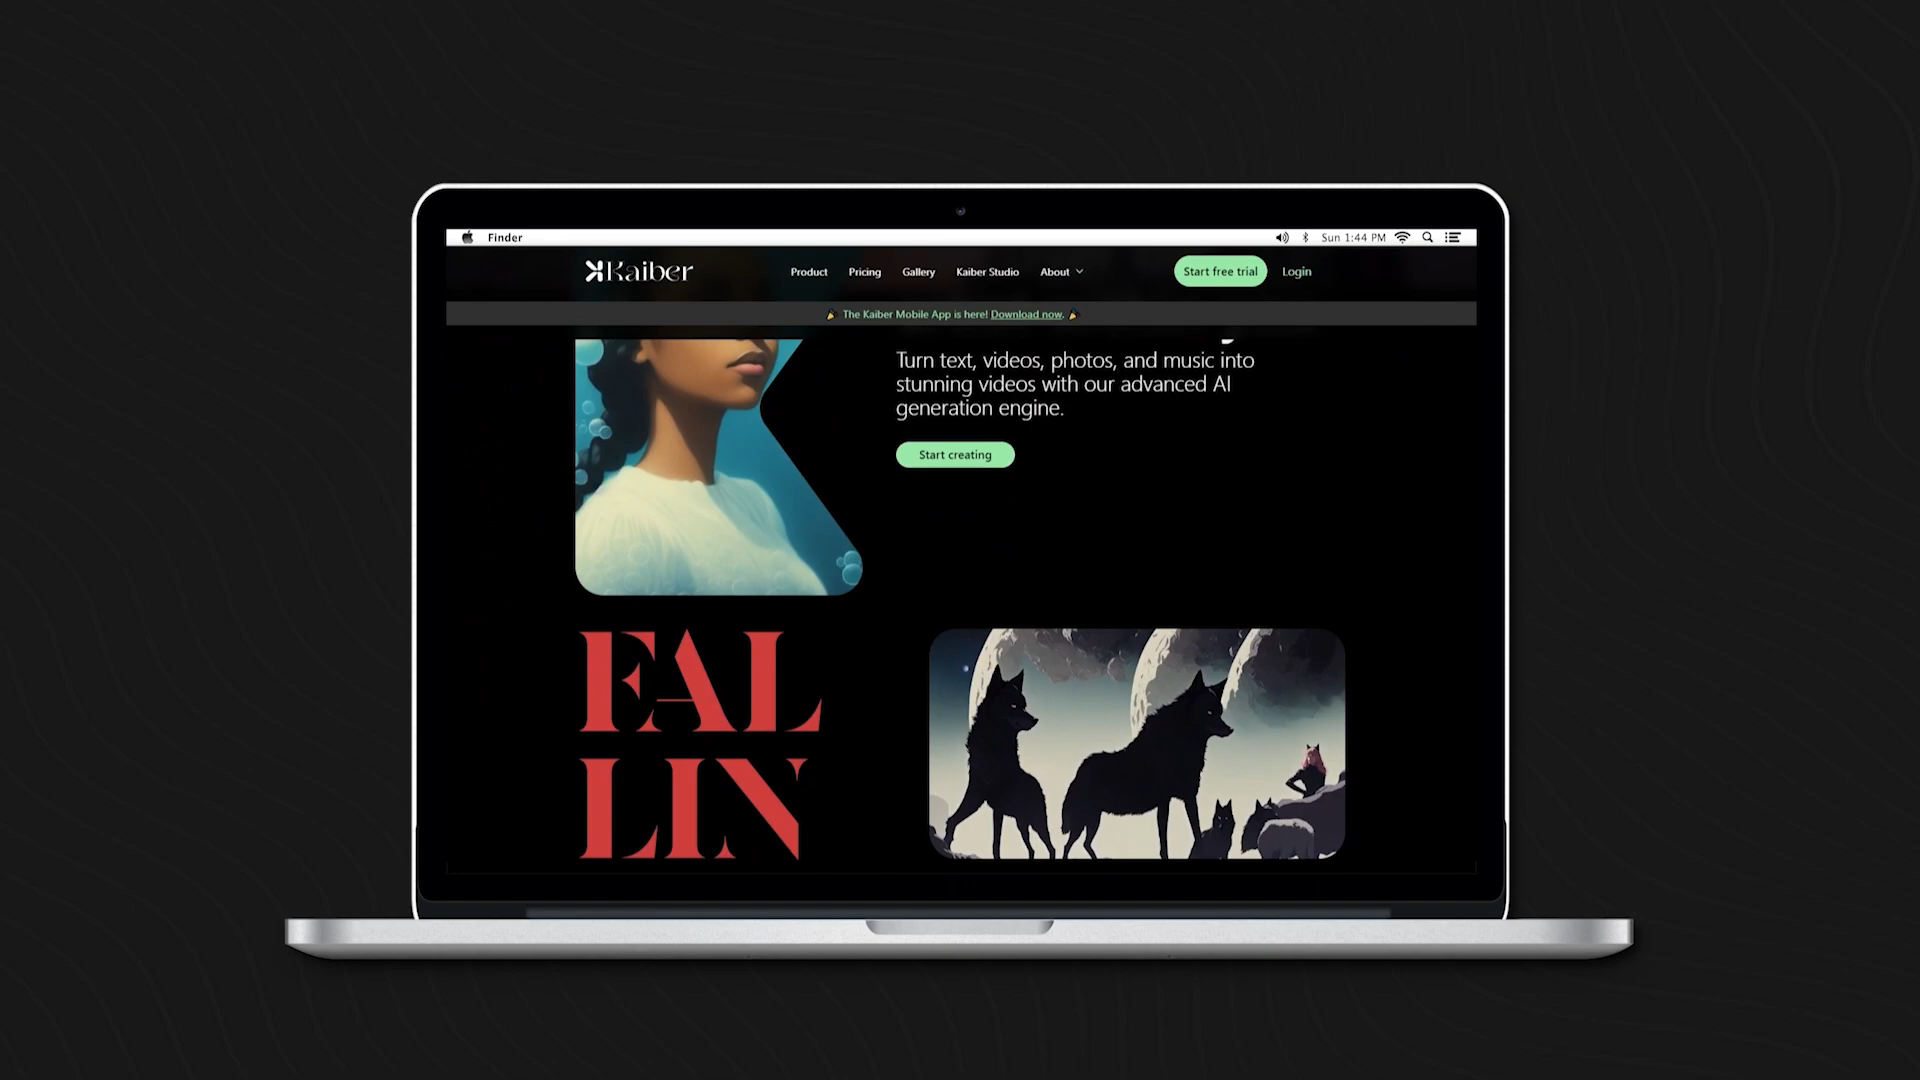 Finder
Sun 1:44 PM
Kaiber
Product
Pricing
Gallery
Kaiber Studio
About
Start free trial
Login
The Kaiber Mobile App is here! Download now.
Turn text, videos, photos, and music into
stunning videos with our advanced AI
generation engine.
Start creating
FAL
LIN